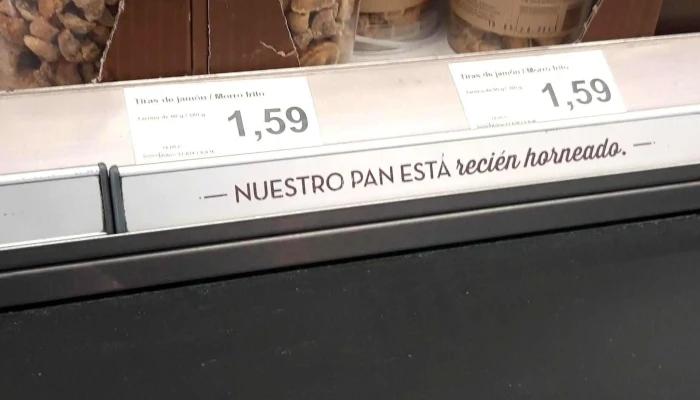 Tiras de jamón / Morro frito
1,59
Tiras de jamón / Morro frito
1,59
— NUESTRO PAN ESTÁ recién horneado. —